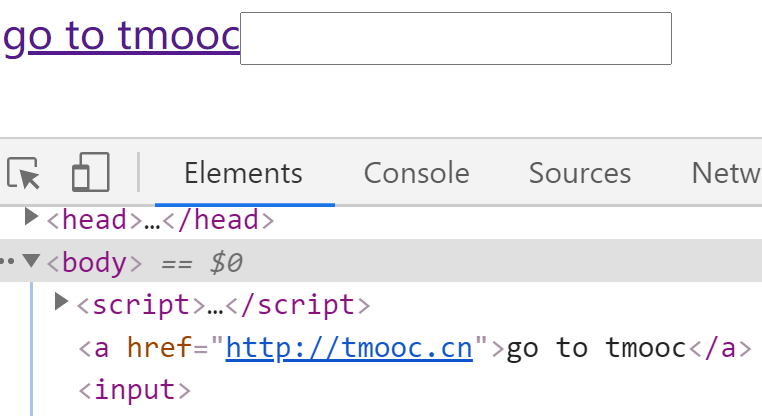 go to tmooc
Elements Console Sources Netw
<head>…</head>
<body> == $0
<script>…</script>
<a href="http://tmooc.cn">go to tmooc</a>
<input>